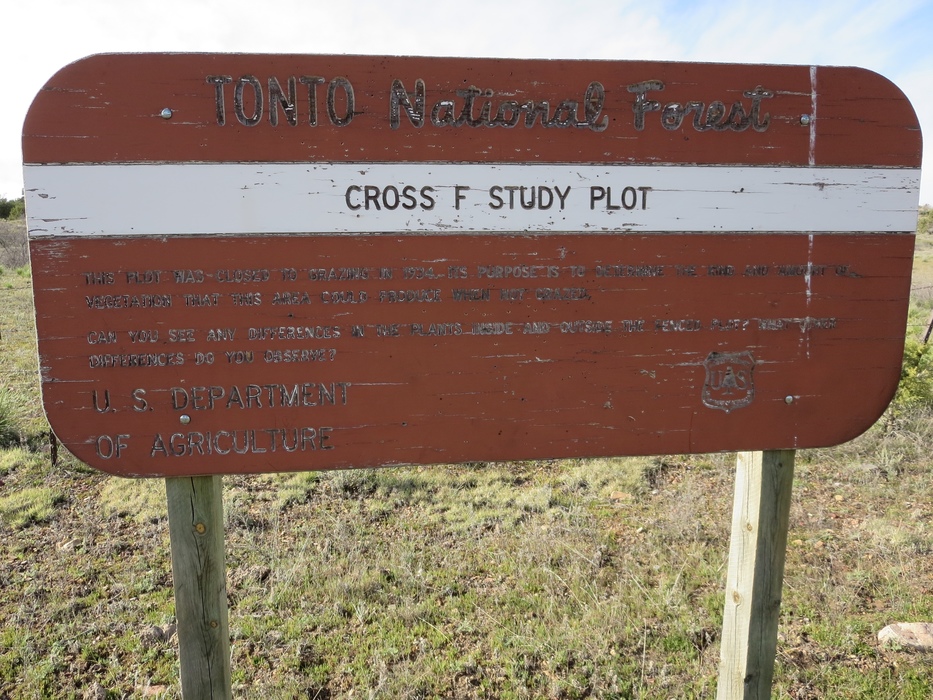 TONTO National Forest
CROSS F STUDY PLOT
THIS PLOT WAS CLOSED TO GRAZING IN 1934. ITS PURPOSE IS TO DETERMINE THE KIND AND AMOUNT OF
VEGETATION THAT THIS AREA COULD PRODUCE WHEN NOT GRAZED.
CAN YOU SEE ANY DIFFERENCES IN THE PLANTS INSIDE AND OUTSIDE THE FENCED PLOT? WHAT OTHER
DIFFERENCES DO YOU OBSERVE?
U. S. DEPARTMENT
OF AGRICULTURE
U S